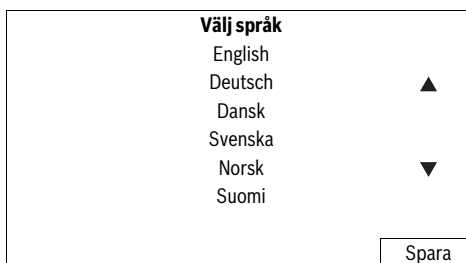 Välj språk
English
Deutsch
Dansk
Svenska
Norsk
Suomi
Spara